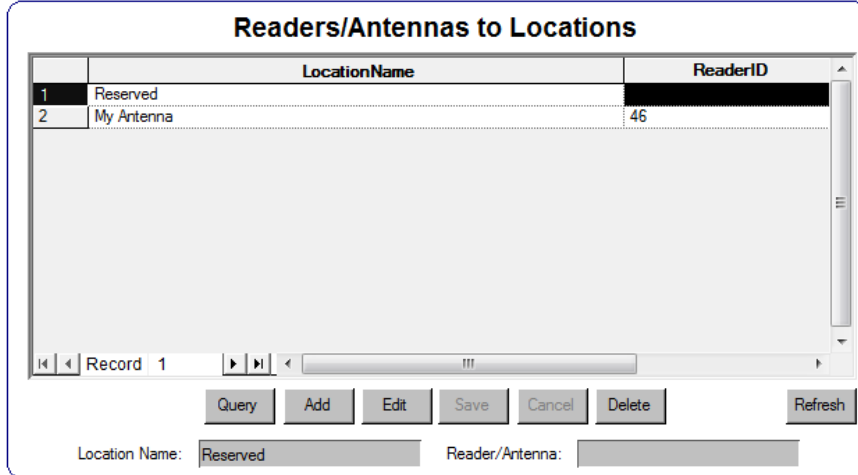 Readers/Antennas to Locations
LocationName ReaderID
1 Reserved
2 My Antenna 46
Record 1
Query Add Edit Save Cancel Delete Refresh
Location Name: Reserved Reader/Antenna: